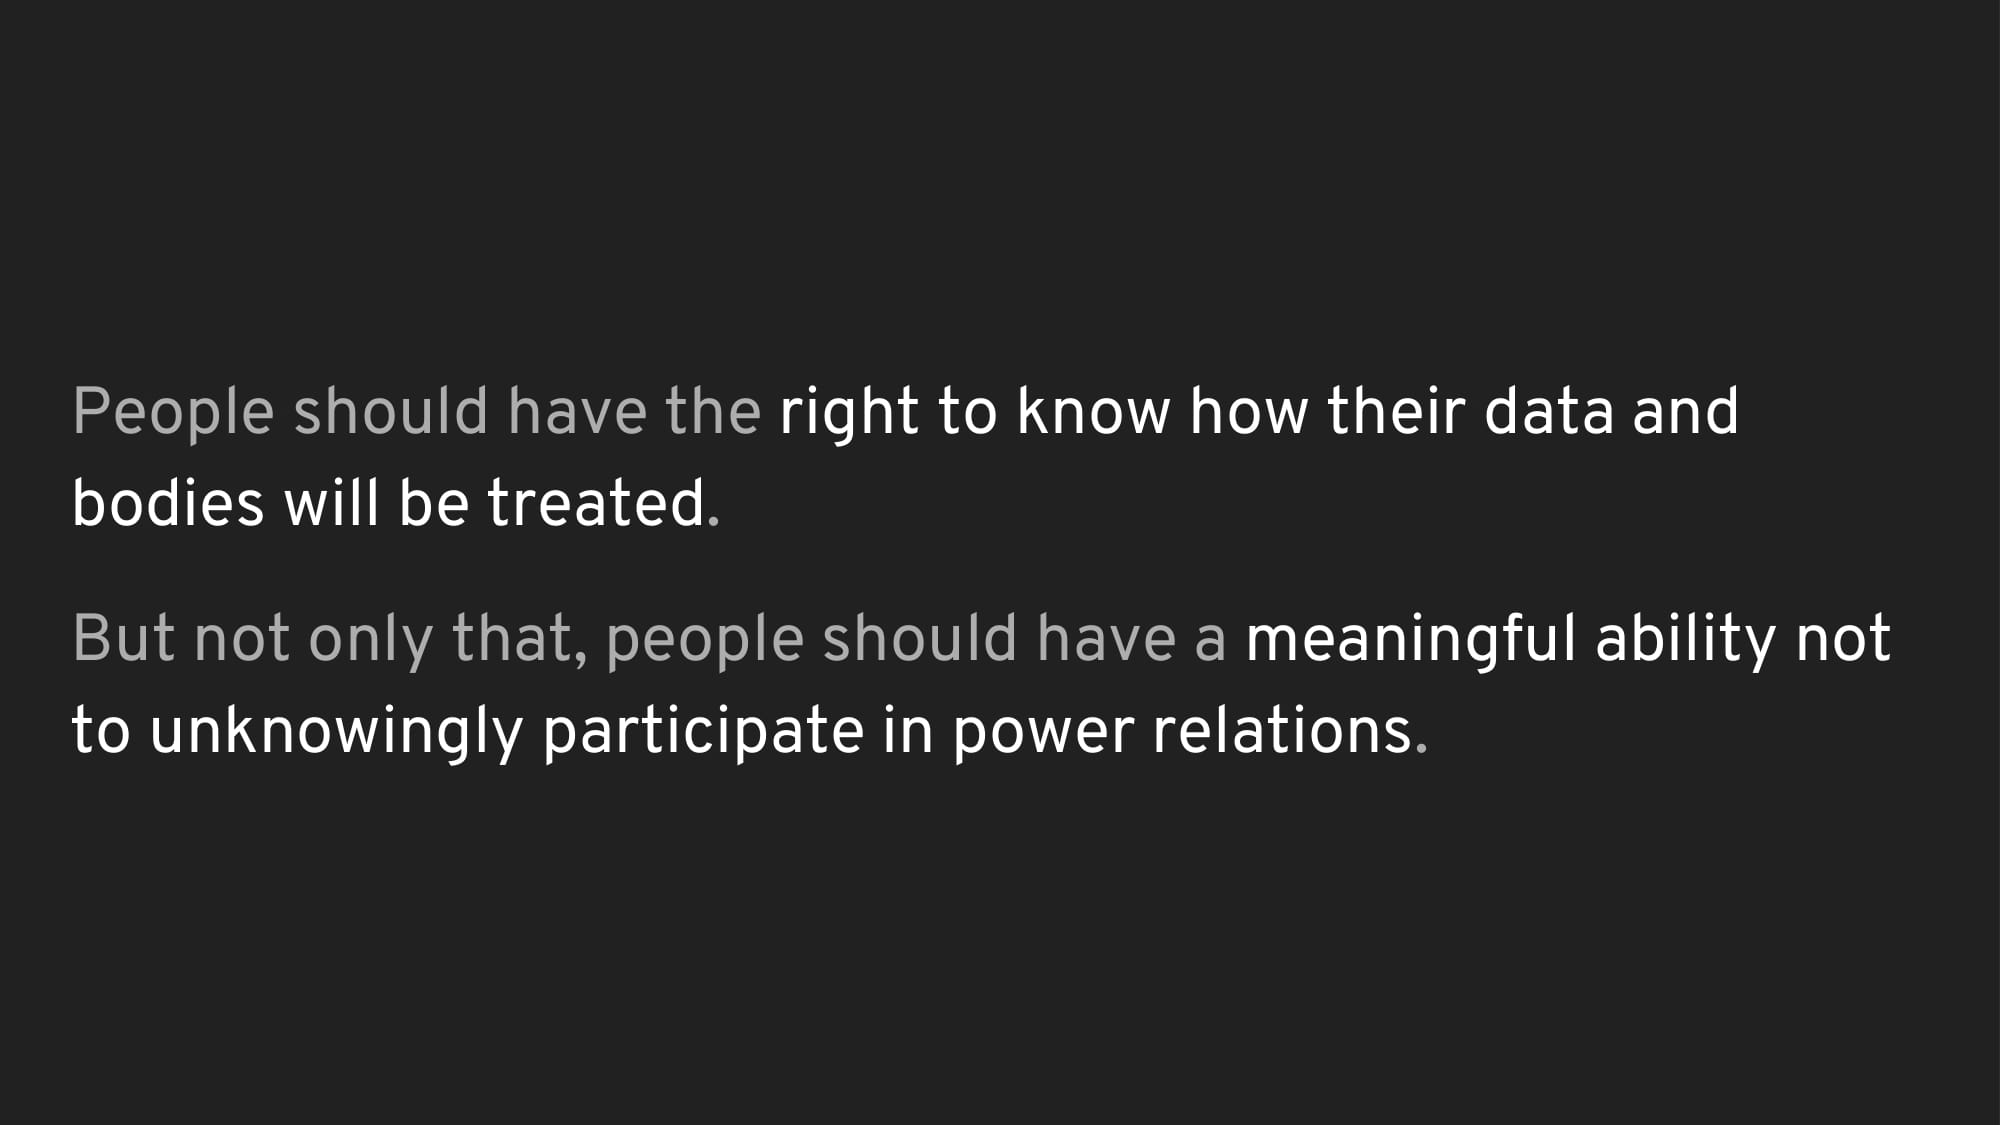 People should have the right to know how their data and
bodies will be treated.
But not only that, people should have a meaningful ability not
to unknowingly participate in power relations.